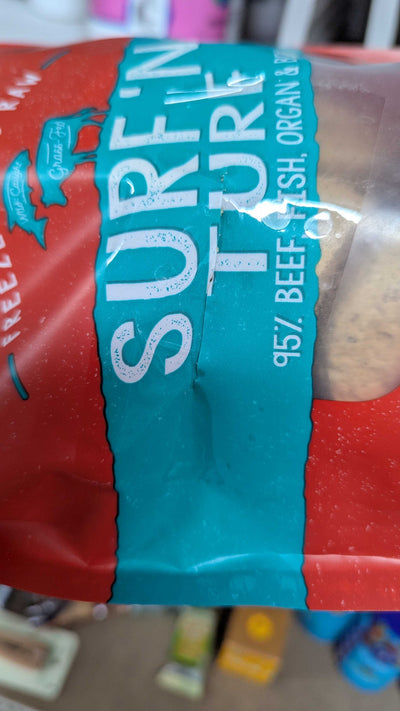 FREEZE
RAW
Grass-Fed
SURF'N
TURF
95% BEEF, FISH, ORGAN &